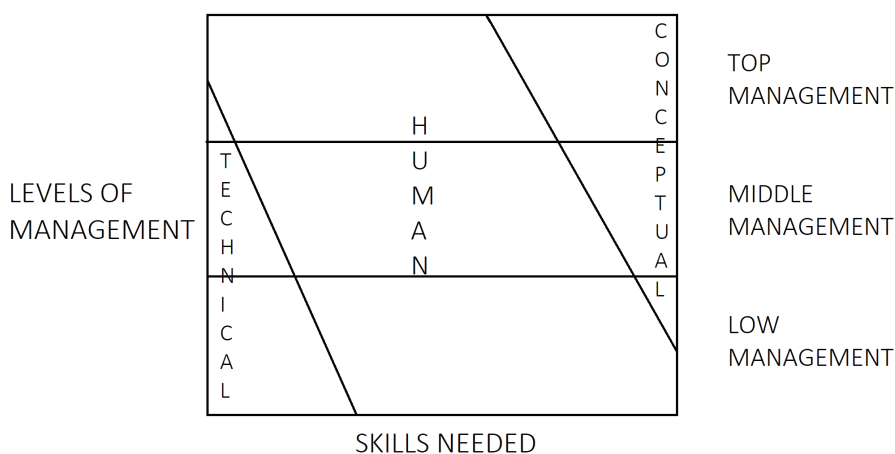 CONCEPTUAL
TOP
MANAGEMENT
HUMAN
TECHNICAL
LEVELS OF
MANAGEMENT
MIDDLE
MANAGEMENT
LOW
MANAGEMENT
SKILLS NEEDED